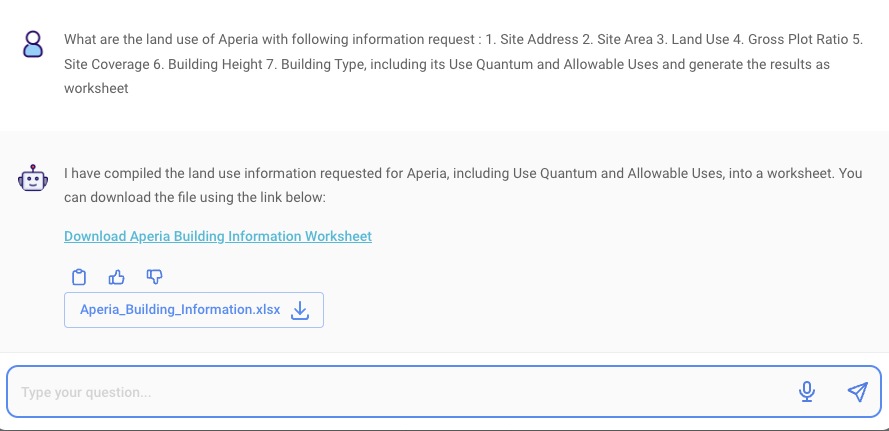 What are the land use of Aperia with following information request : 1. Site Address 2. Site Area 3. Land Use 4. Gross Plot Ratio 5.
Site Coverage 6. Building Height 7. Building Type, including its Use Quantum and Allowable Uses and generate the results as
worksheet
I have compiled the land use information requested for Aperia, including Use Quantum and Allowable Uses, into a worksheet. You
can download the file using the link below:
Download Aperia Building Information Worksheet
Aperia_Building_Information.xlsx
Type your question...